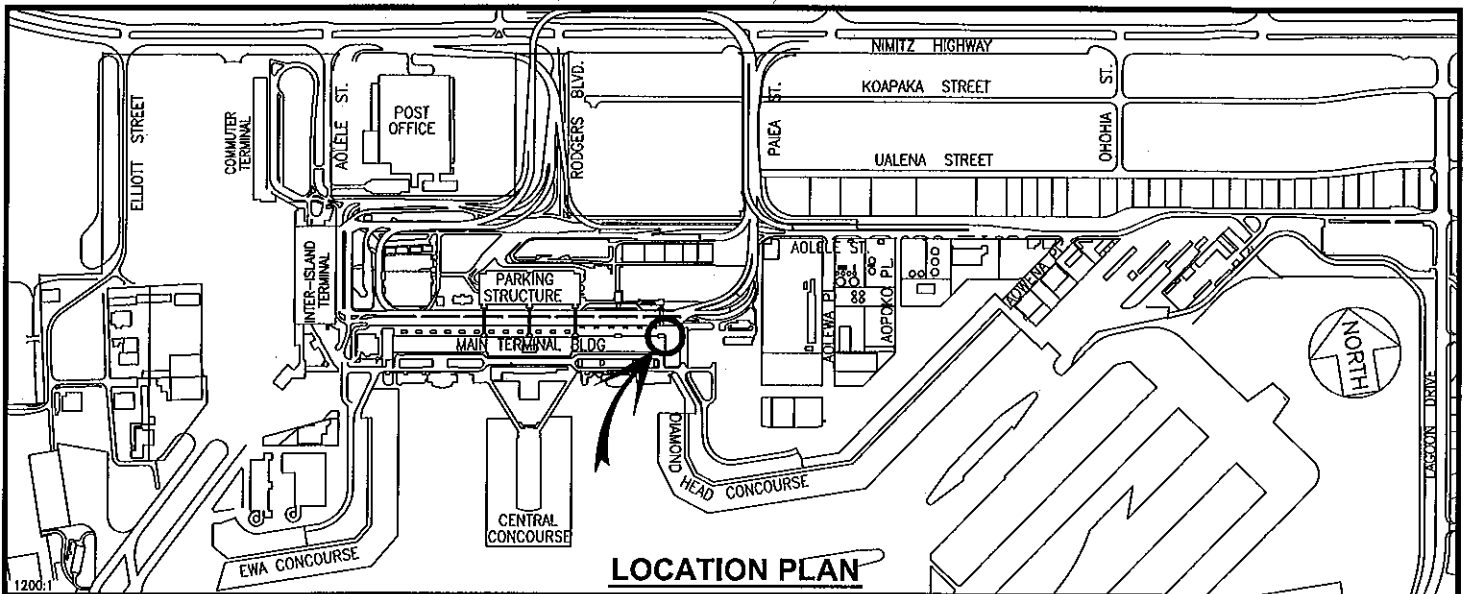 NIMITZ HIGHWAY
KOAPAKA STREET
UALENA STREET
OHOHIA ST.
PAIEA ST.
RODGERS BLVD.
POST
OFFICE
AOLELE ST.
COMMUTER
TERMINAL
ELLIOTT STREET
INTER-ISLAND
TERMINAL
PARKING
STRUCTURE
MAIN TERMINAL BLDG
AOLELE ST.
AOLEWA PL.
AOPOKO PL.
AOWENA PL.
NORTH
LAGOON DRIVE
DIAMOND
HEAD CONCOURSE
CENTRAL
CONCOURSE
EWA CONCOURSE
LOCATION PLAN
1200:1